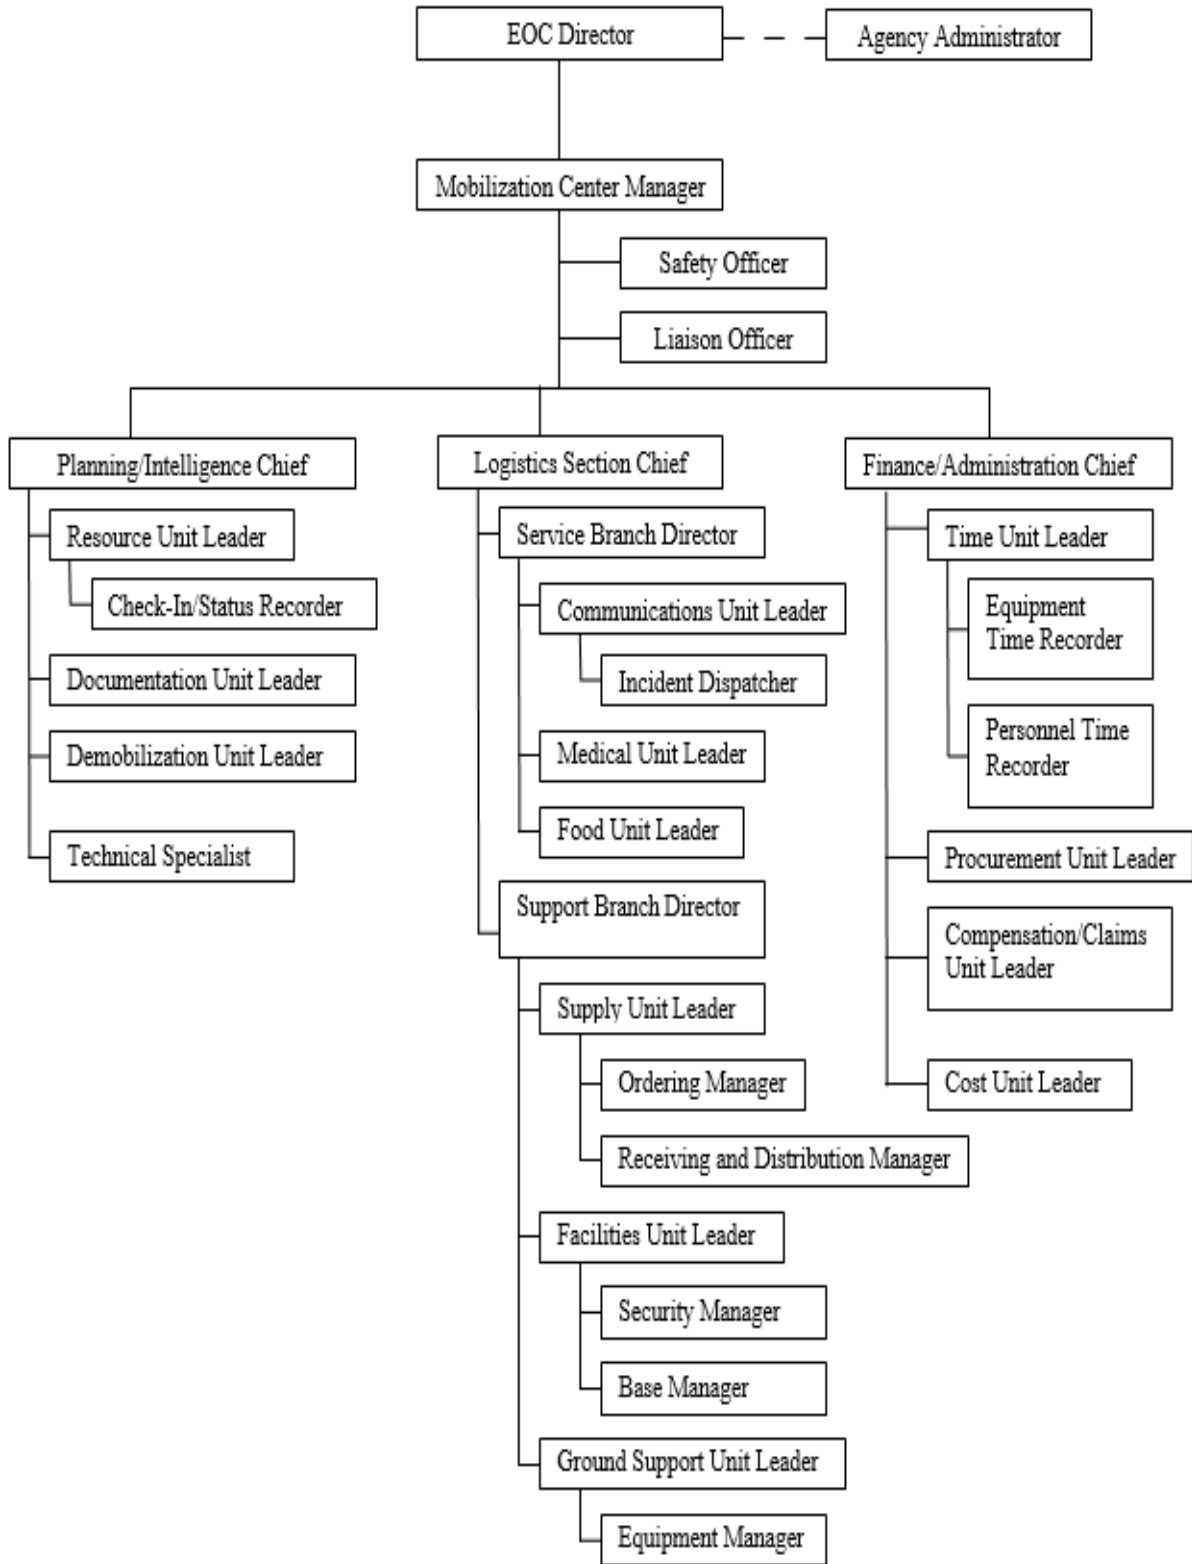 EOC Director
Agency Administrator
Mobilization Center Manager
Safety Officer
Liaison Officer
Planning/Intelligence Chief
Resource Unit Leader
Check-In/Status Recorder
Documentation Unit Leader
Demobilization Unit Leader
Technical Specialist
Logistics Section Chief
Service Branch Director
Communications Unit Leader
Incident Dispatcher
Medical Unit Leader
Food Unit Leader
Support Branch Director
Supply Unit Leader
Ordering Manager
Receiving and Distribution Manager
Facilities Unit Leader
Security Manager
Base Manager
Ground Support Unit Leader
Equipment Manager
Finance/Administration Chief
Time Unit Leader
Equipment
Time Recorder
Personnel Time
Recorder
Procurement Unit Leader
Compensation/Claims
Unit Leader
Cost Unit Leader